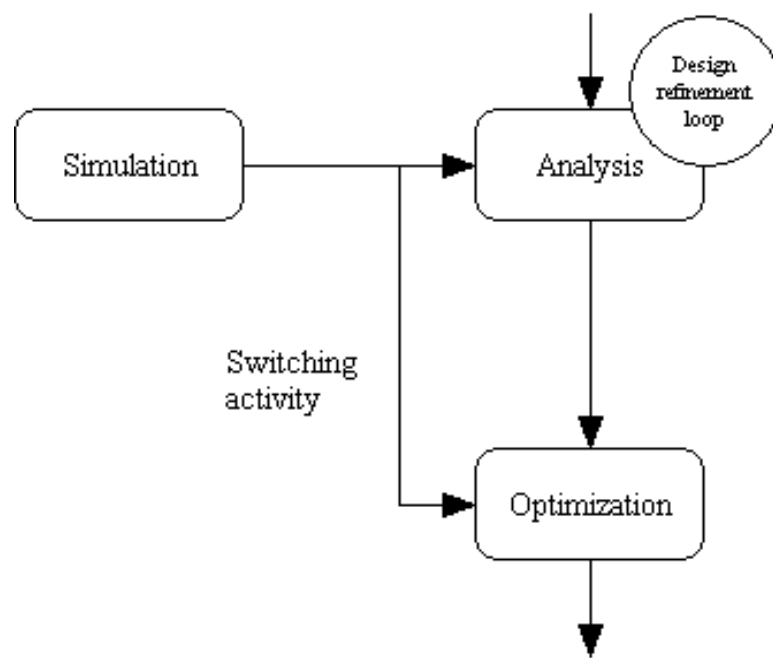 Design
refinement
loop
Simulation
Analysis
Switching
activity
Optimization